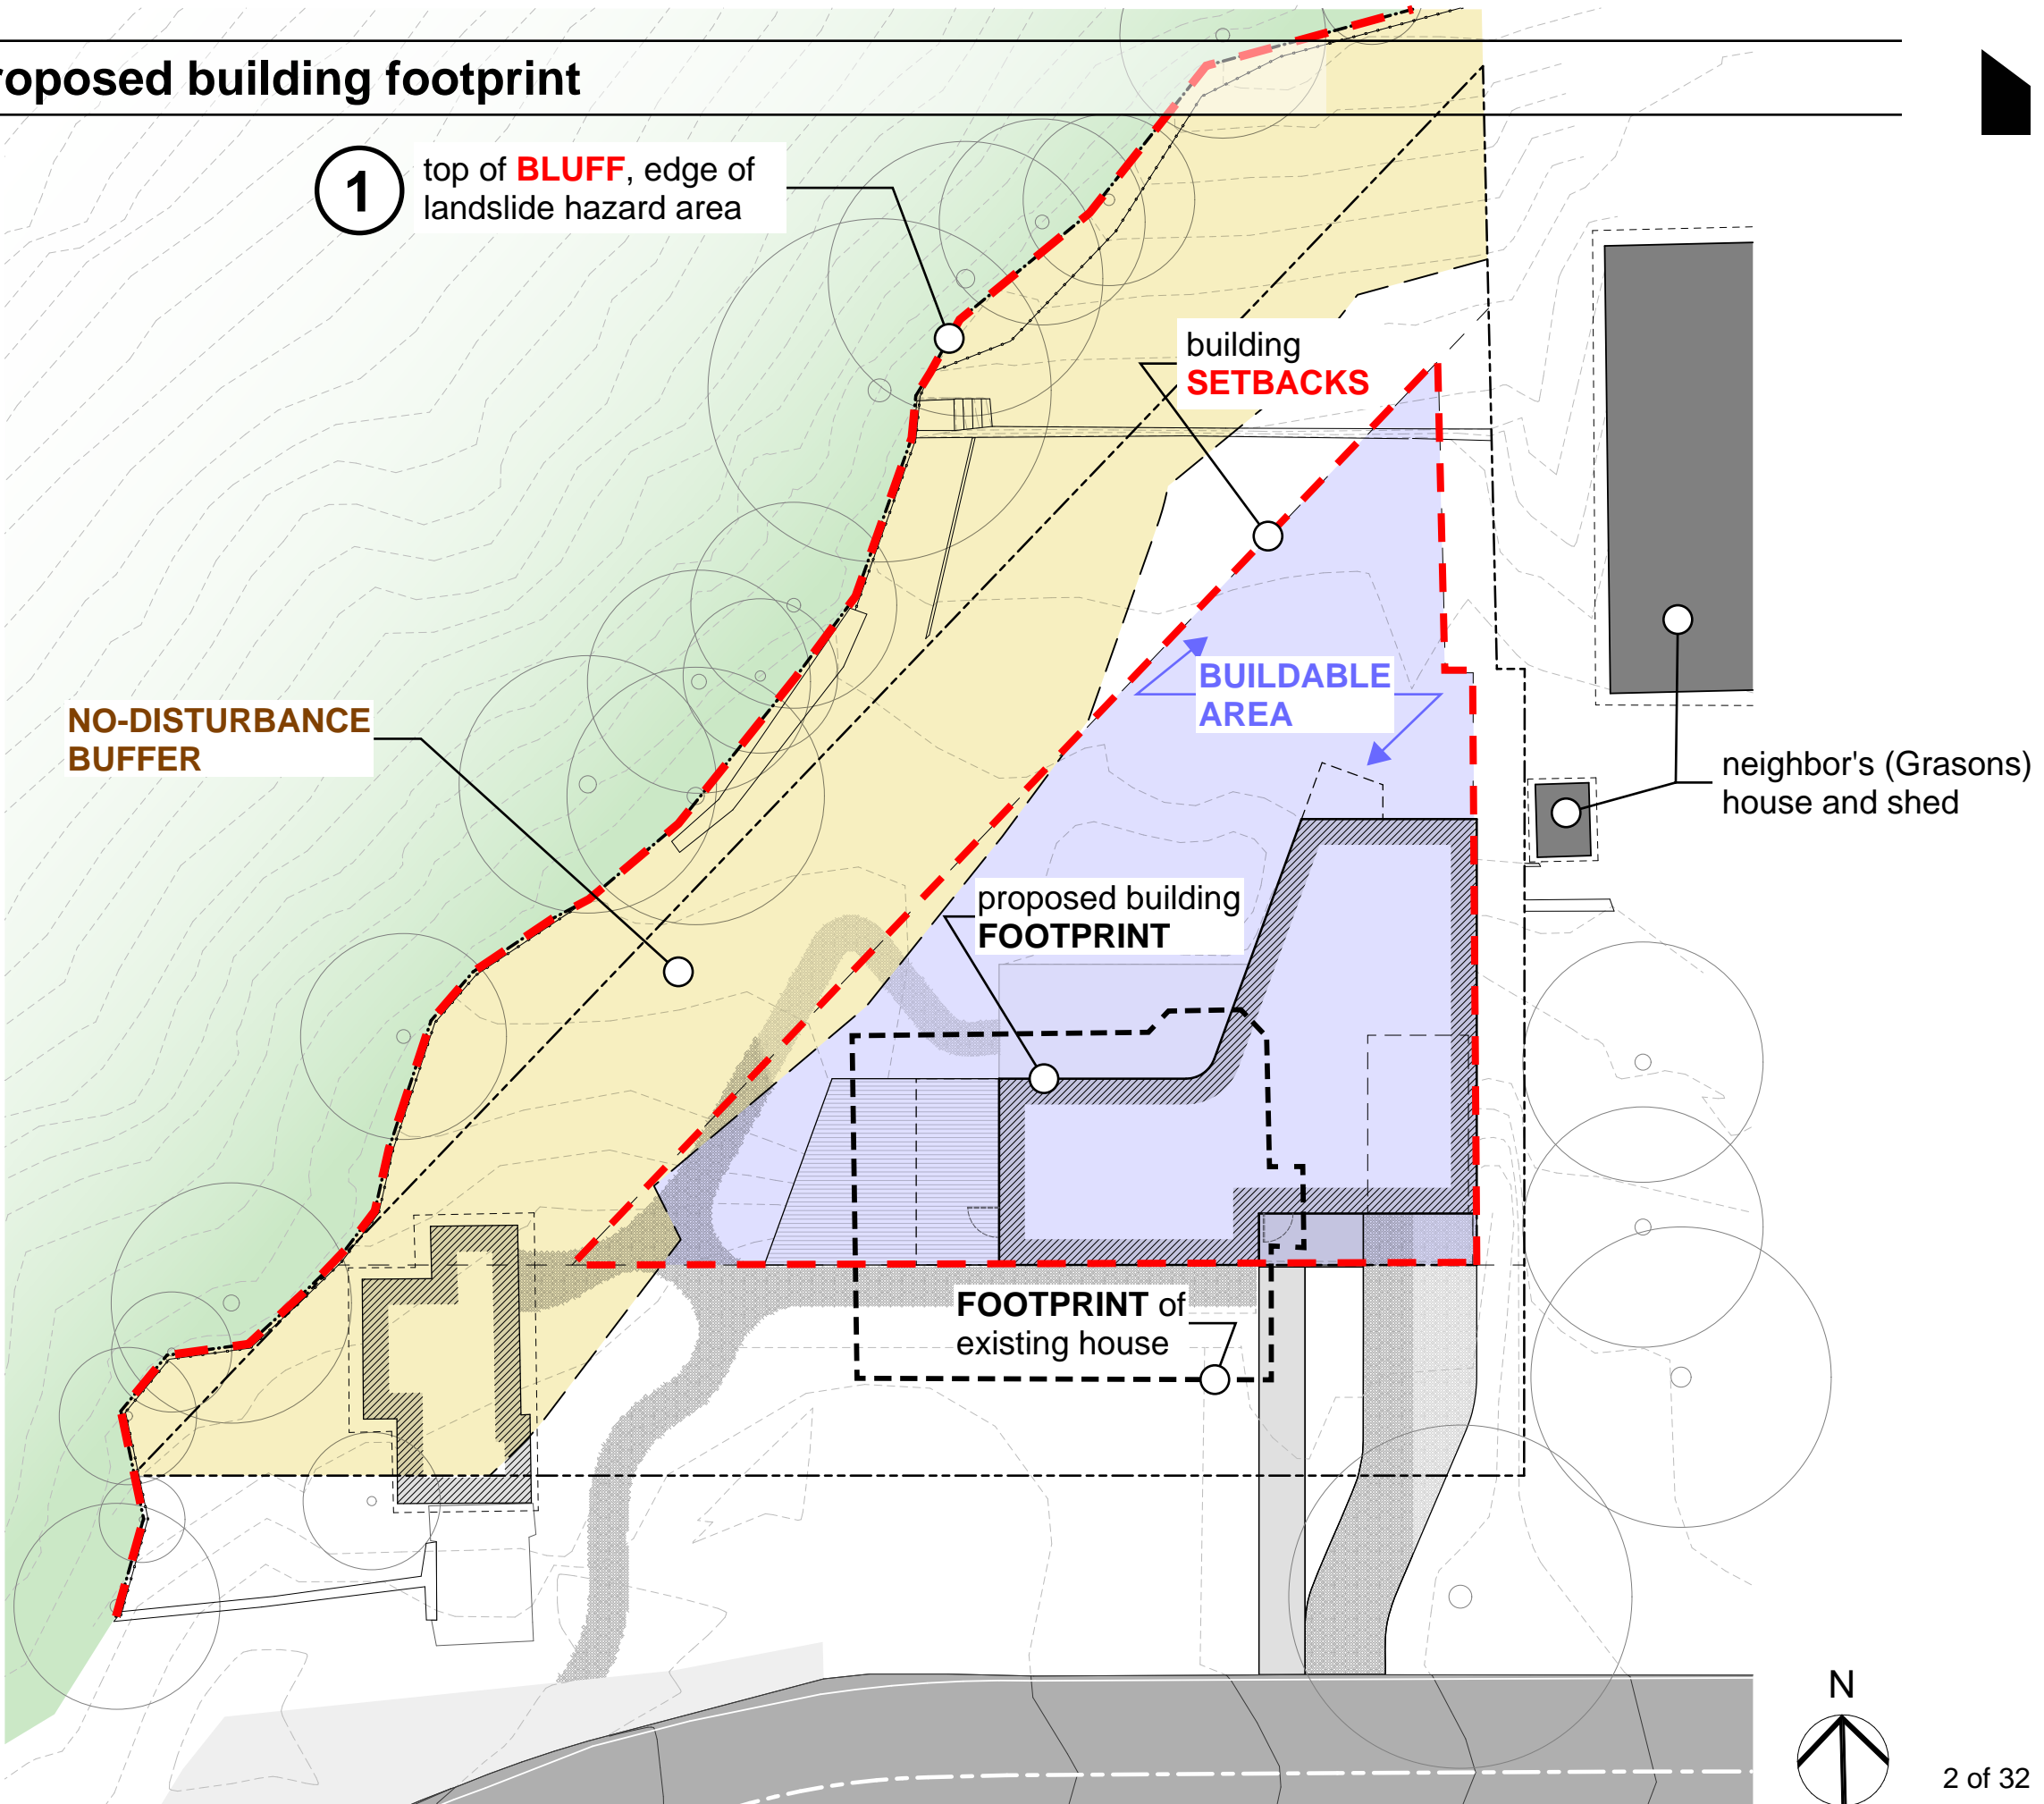 roposed building footprint
1
top of BLUFF, edge of
landslide hazard area
building
SETBACKS
BUILDABLE
AREA
NO-DISTURBANCE
BUFFER
neighbor's (Grasons)
house and shed
proposed building
FOOTPRINT
FOOTPRINT of
existing house
N
2 of 32